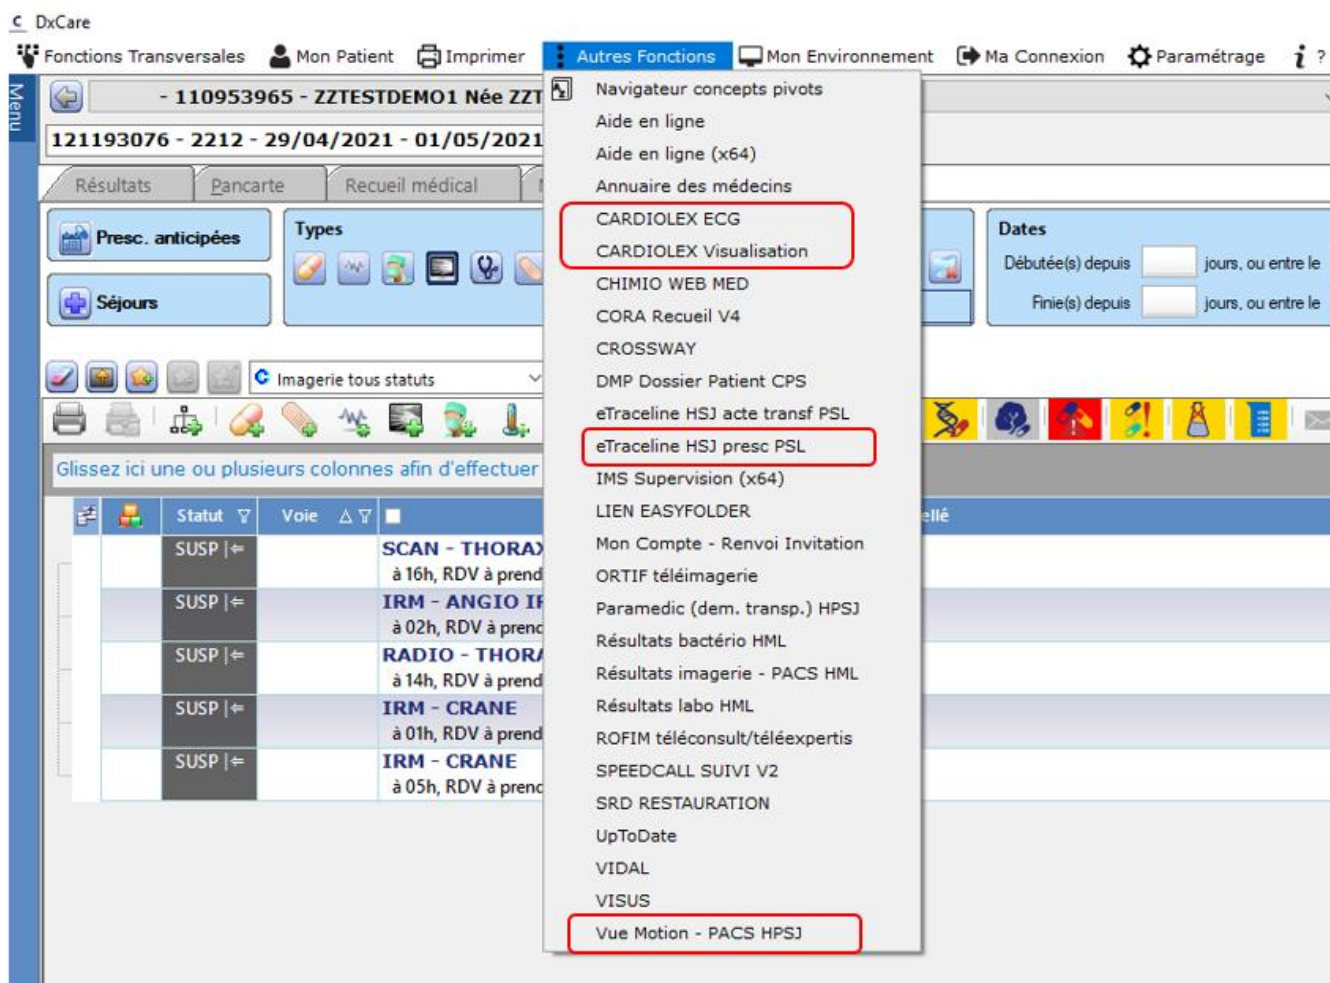 DxCare
Fonctions Transversales Mon Patient Imprimer Autres Fonctions Mon Environnement Ma Connexion Paramétrage ?
Menu
- 110953965 - ZZTESTDEMO1 Née ZZT
121193076 - 2212 - 29/04/2021 - 01/05/2021
Résultats Pancarte Recueil médical
Presc. anticipées
Séjours
Types
Dates
Débutée(s) depuis jours, ou entre le
Finie(s) depuis jours, ou entre le
Imagerie tous statuts
Glissez ici une ou plusieurs colonnes afin d'effectuer
Statut Voie ellé
SUSP SCAN - THORAX
à 16h, RDV à prend
SUSP IRM - ANGIO IR
à 02h, RDV à prend
SUSP RADIO - THORA
à 14h, RDV à prend
SUSP IRM - CRANE
à 01h, RDV à prend
SUSP IRM - CRANE
à 05h, RDV à prend
Navigateur concepts pivots
Aide en ligne
Aide en ligne (x64)
Annuaire des médecins
CARDIOLEX ECG
CARDIOLEX Visualisation
CHIMIO WEB MED
CORA Recueil V4
CROSSWAY
DMP Dossier Patient CPS
eTraceline HSJ acte transf PSL
eTraceline HSJ presc PSL
IMS Supervision (x64)
LIEN EASYFOLDER
Mon Compte - Renvoi Invitation
ORTIF téléimagerie
Paramedic (dem. transp.) HPSJ
Résultats bactério HML
Résultats imagerie - PACS HML
Résultats labo HML
ROFIM téléconsult/téléexpertis
SPEEDCALL SUIVI V2
SRD RESTAURATION
UpToDate
VIDAL
VISUS
Vue Motion - PACS HPSJ